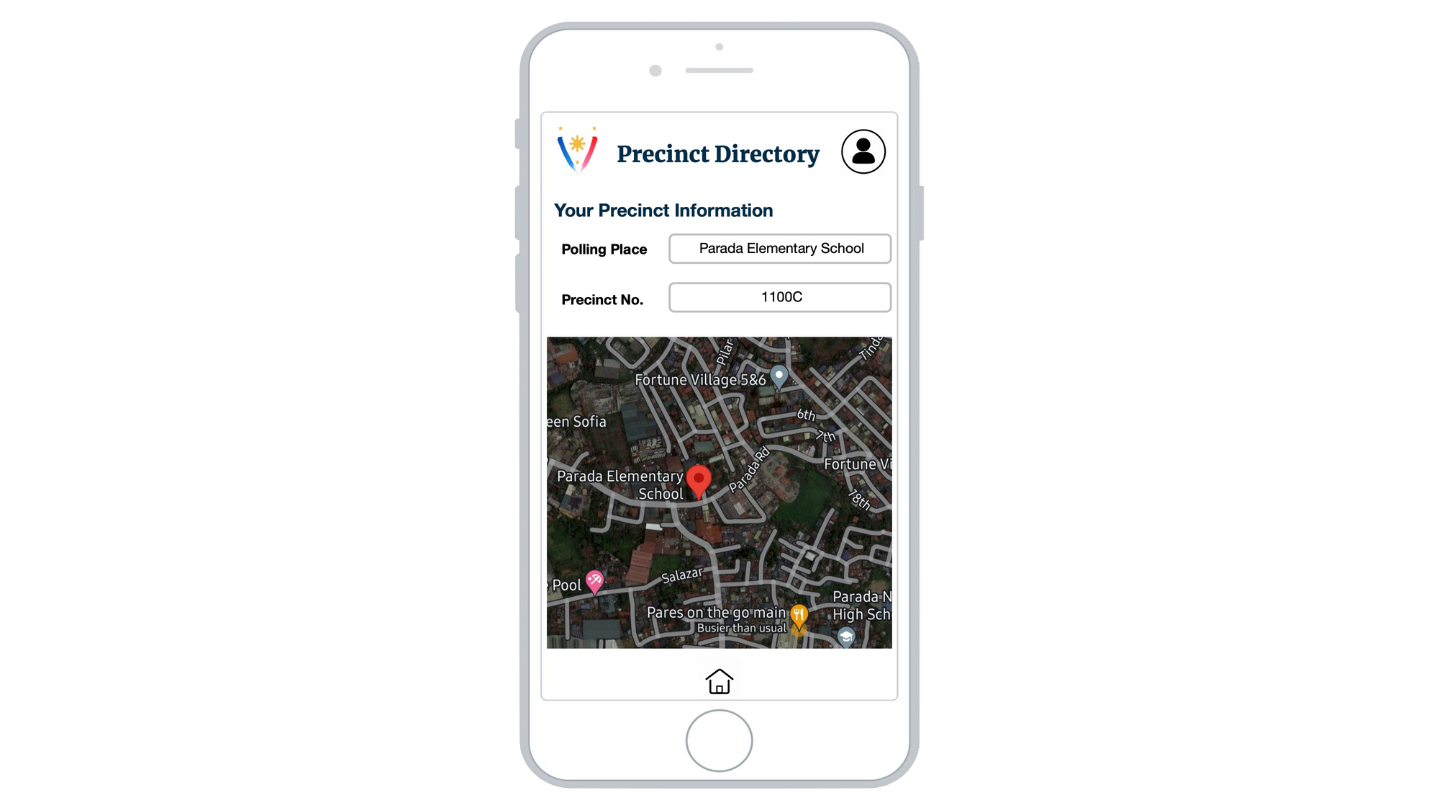 Precinct Directory
Your Precinct Information
Polling Place
Parada Elementary School
Precinct No.
1100C
Pilar
Tinda
Fortune Village 5&6
6th
een Sofia
7th
Parada Rd
Fortune Vi
Parada Elementary
School
78th
Salazar
Pool
Parada N
Pares on the go main
High Sch
Busier than usual